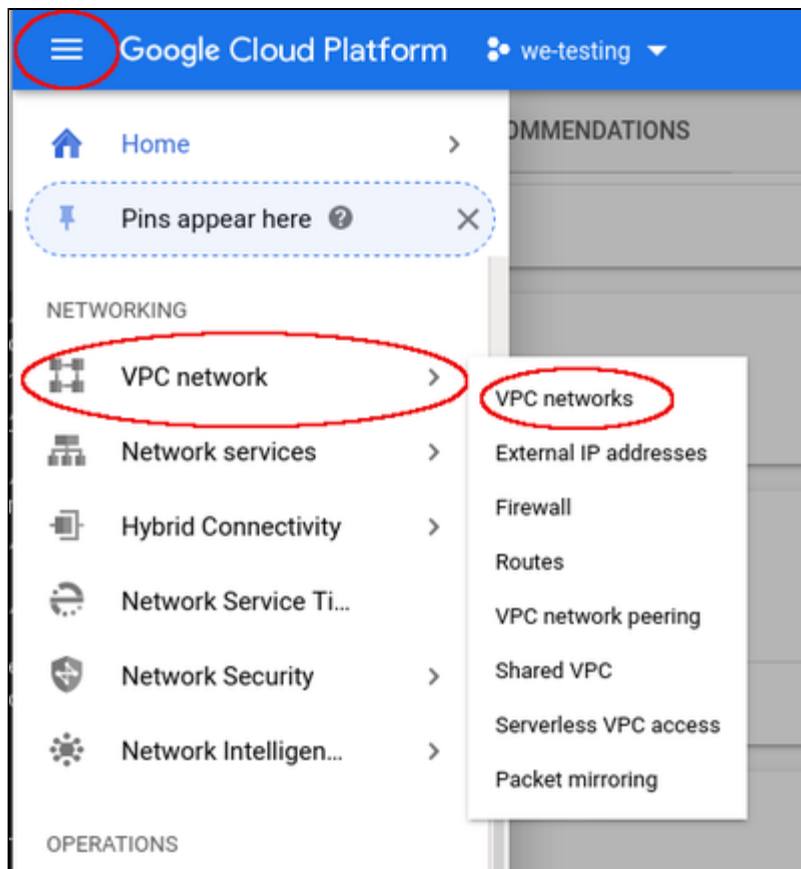 Google Cloud Platform we-testing
Home
OMMENDATIONS
Pins appear here
NETWORKING
VPC network
VPC networks
Network services
External IP addresses
Firewall
Hybrid Connectivity
Routes
Network Service Ti...
VPC network peering
Network Security
Shared VPC
Serverless VPC access
Network Intelligen...
Packet mirroring
OPERATIONS